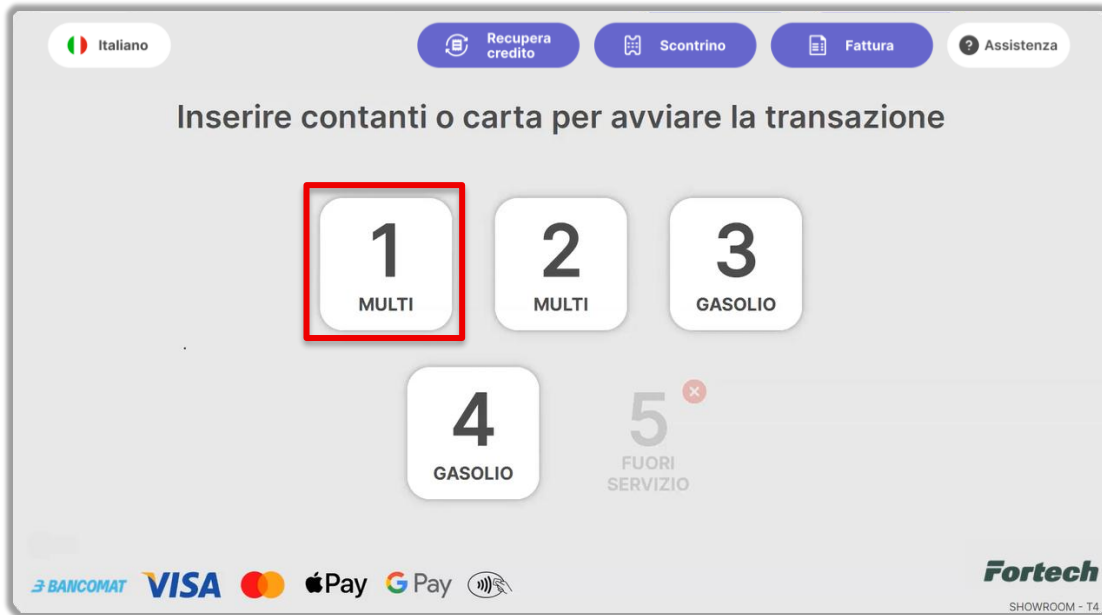 Italiano
Recupera
credito
Scontrino
Fattura
? Assistenza
Inserire contanti o carta per avviare la transazione
1
MULTI
2
MULTI
3
GASOLIO
4
GASOLIO
5
FUORI
SERVIZIO
BANCOMAT VISA Pay G Pay
Fortech
SHOWROOM - T4